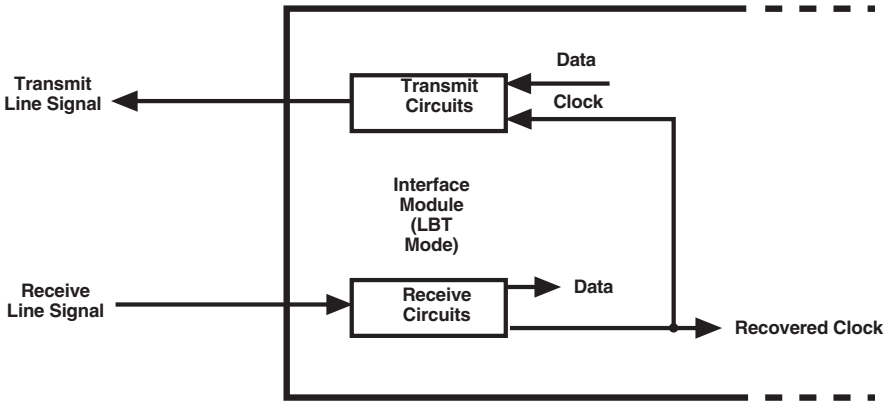 Data
Transmit
Line Signal
Transmit
Circuits
Clock
Interface
Module
(LBT
Mode)
Receive
Line Signal
Receive
Circuits
Data
Recovered Clock